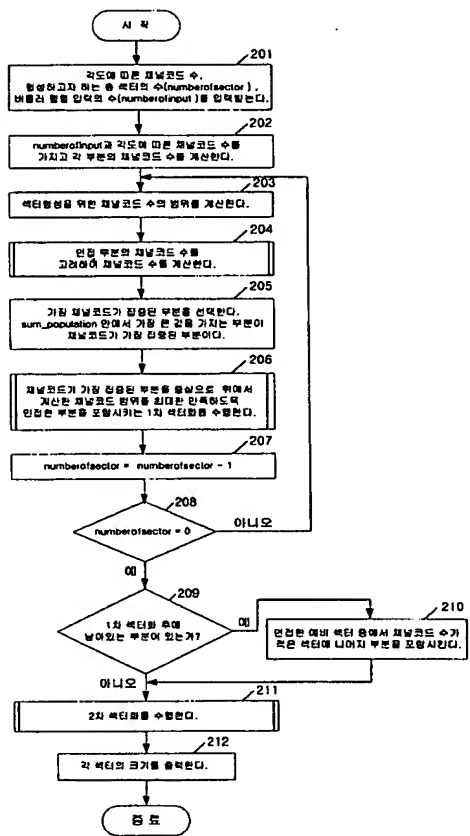 시 작
201
각도에 따른 채널코드 수,
형성하고자 하는 총 섹터의 수(numberofsector),
버틀러 행렬 입력의 수(numberofinput)를 입력받는다.
202
numberofinput과 각도에 따른 채널코드 수를
가지고 각 부분의 채널코드 수를 계산한다.
203
섹터형성을 위한 채널코드 수의 범위를 계산한다.
204
인접 부분의 채널코드 수를
고려하여 채널코드 수를 계산한다.
205
가장 채널코드가 집중된 부분을 선택한다.
sum_population 안에서 가장 큰 값을 가지는 부분이
채널코드가 가장 집중된 부분이다.
206
채널코드가 가장 집중된 부분을 중심으로 위에서
계산한 채널코드 범위를 최대한 만족하도록
인접한 부분을 포함시키는 1차 섹터화를 수행한다.
207
numberofsector = numberofsector - 1
208
numberofsector = 0
아니오
예
209
1차 섹터화 후에
남아있는 부분이 있는가?
예
210
인접한 예비 섹터 중에서 채널코드 수가
적은 섹터에 나머지 부분을 포함시킨다.
아니오
211
2차 섹터화를 수행한다.
212
각 섹터의 크기를 출력한다.
종 료